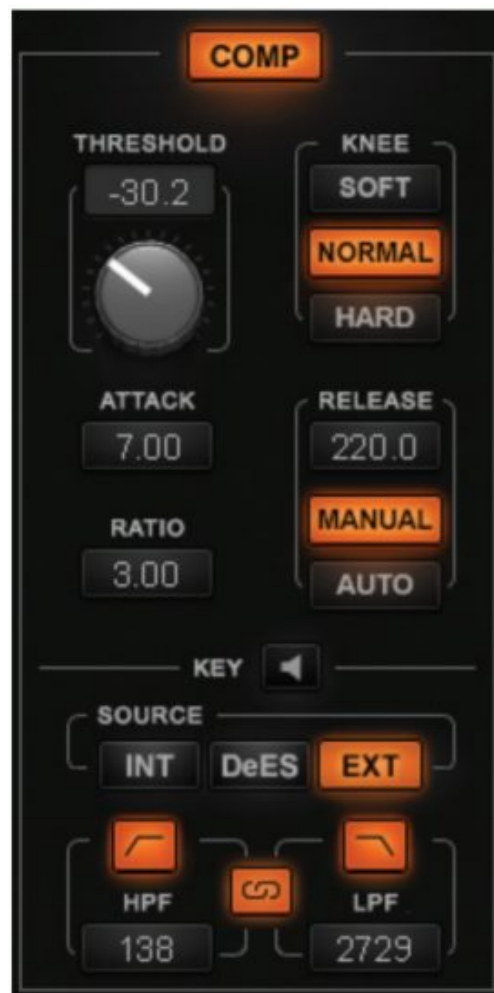 COMP
THRESHOLD
-30.2
KNEE
SOFT
NORMAL
HARD
ATTACK
7.00
RELEASE
220.0
MANUAL
AUTO
RATIO
3.00
KEY
SOURCE
INT DeES EXT
HPF LPF
138 2729